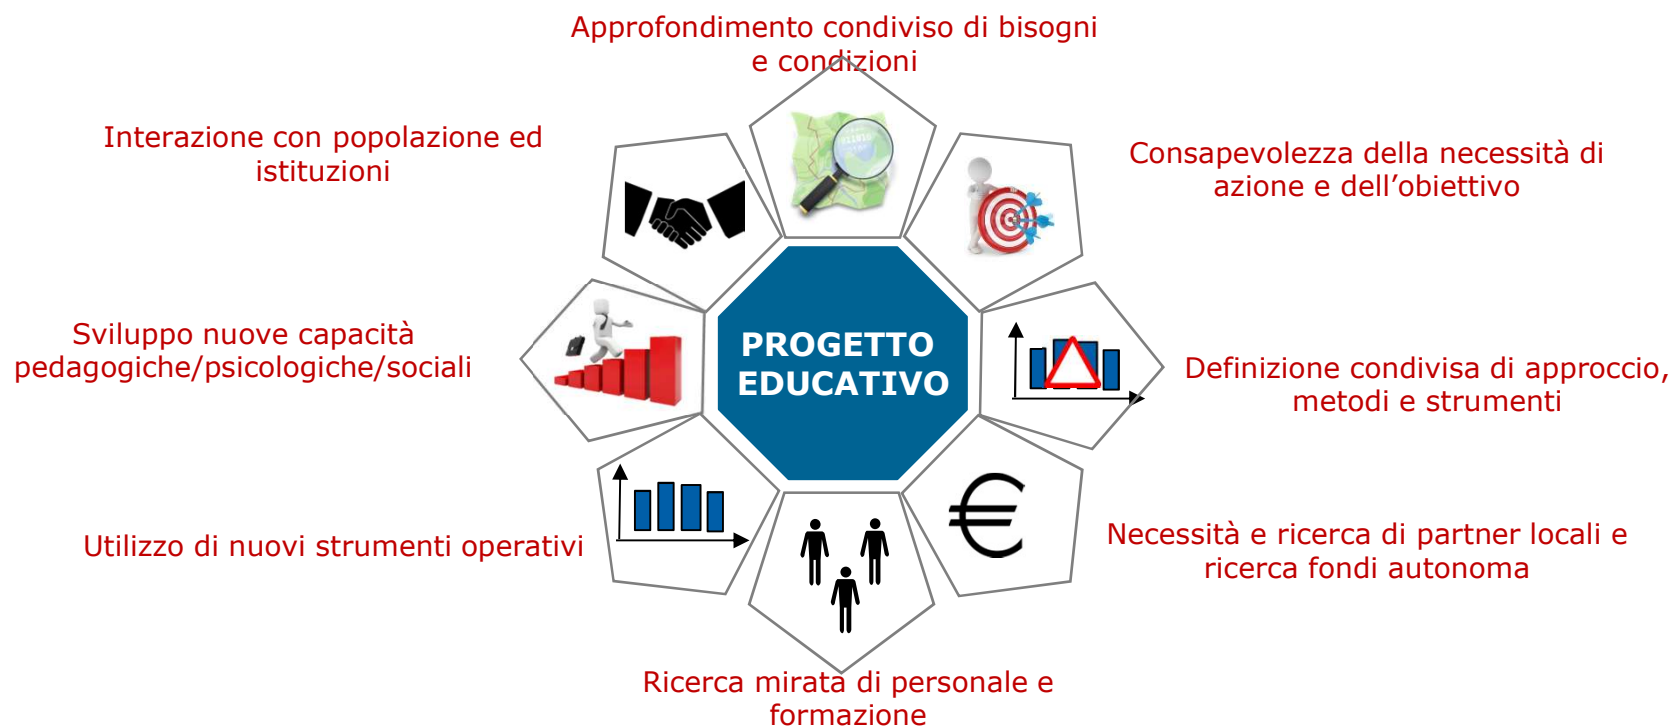 Approfondimento condiviso di bisogni
e condizioni
Interazione con popolazione ed
istituzioni
Consapevolezza della necessità di
azione e dell’obiettivo
Sviluppo nuove capacità
pedagogiche/psicologiche/sociali
PROGETTO
EDUCATIVO
Definizione condivisa di approccio,
metodi e strumenti
Utilizzo di nuovi strumenti operativi
€
Necessità e ricerca di partner locali e
ricerca fondi autonoma
Ricerca mirata di personale e
formazione